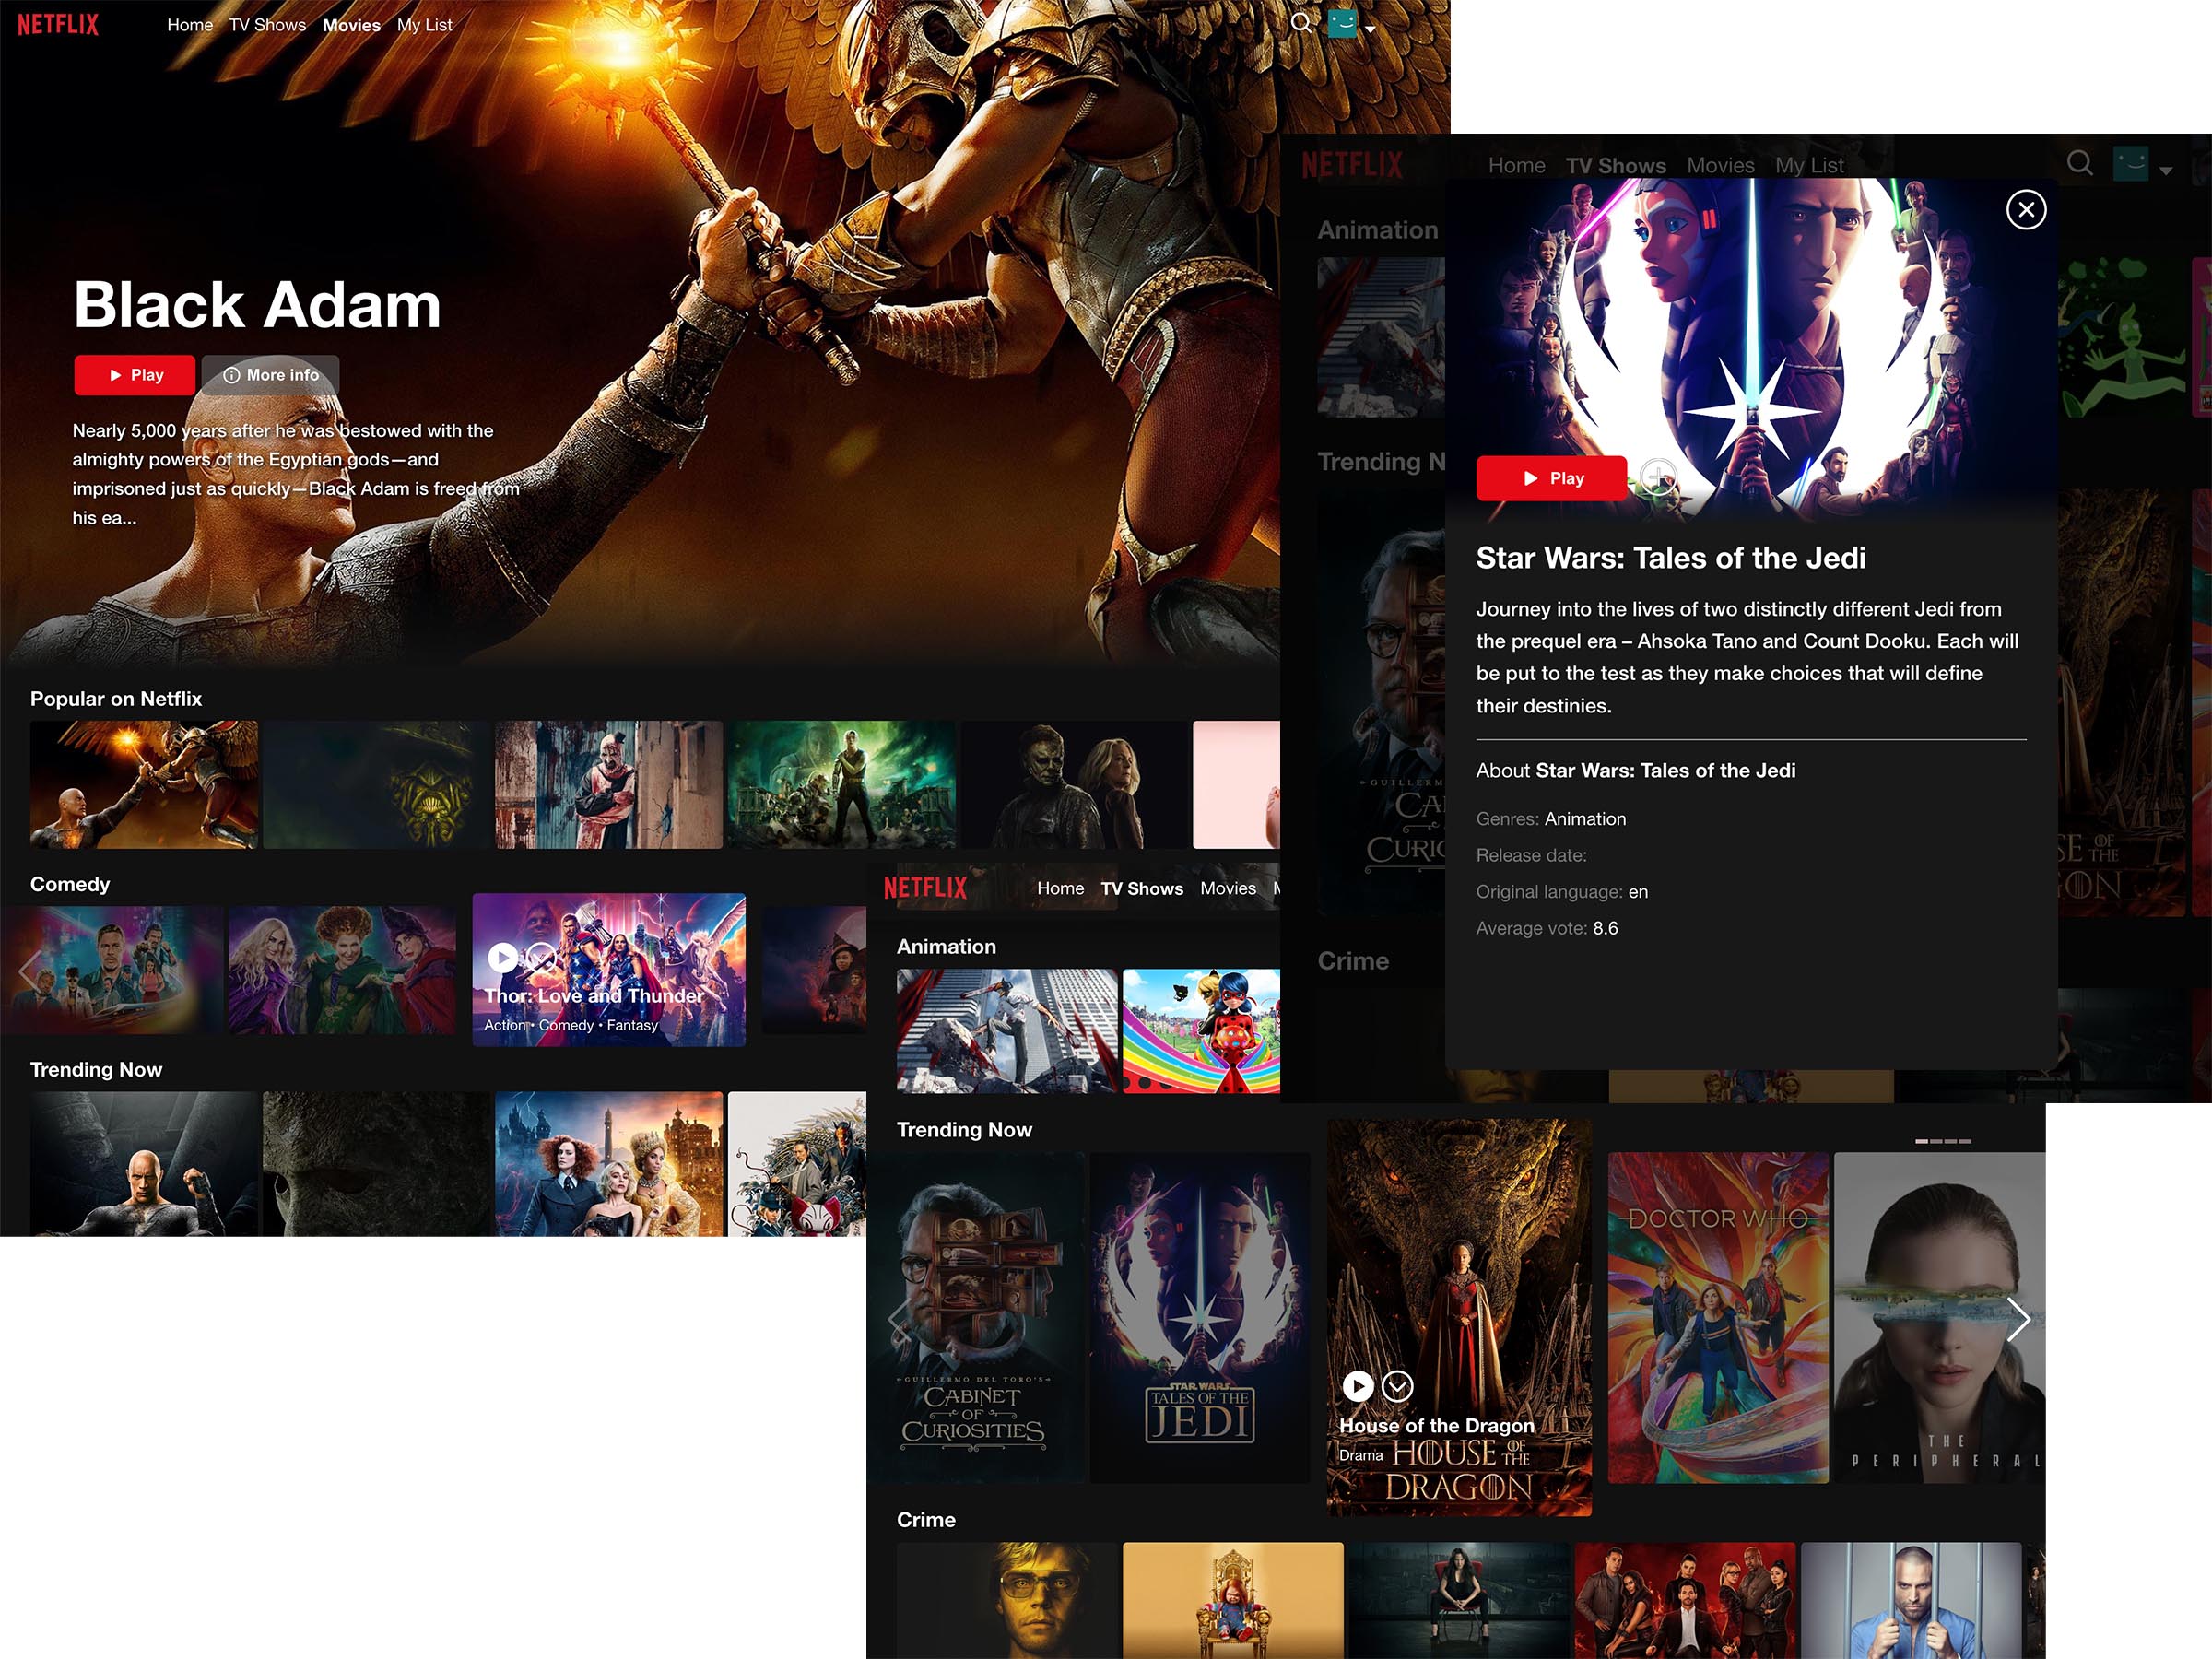 NETFLIX
Home TV Shows Movies My List
Black Adam
Play More info
Nearly 5,000 years after he was bestowed with the
almighty powers of the Egyptian gods—and
imprisoned just as quickly—Black Adam is freed from
his ea...
Popular on Netflix
Comedy
Thor: Love and Thunder
Action • Comedy • Fantasy
Trending Now
NETFLIX
Home TV Shows Movies My List
Animation
Trending N
GUILLERM
CA
CURIO
SE OF THE
ON
Crime
Play
Star Wars: Tales of the Jedi
Journey into the lives of two distinctly different Jedi from
the prequel era – Ahsoka Tano and Count Dooku. Each will
be put to the test as they make choices that will define
their destinies.
About Star Wars: Tales of the Jedi
Genres: Animation
Release date:
Original language: en
Average vote: 8.6
NETFLIX
Home TV Shows Movies
Animation
Trending Now
GUILLERMO DEL TORO'S
CABINET
OF
CURIOSITIES
STAR WARS
TALES OF THE
JEDI
House of the Dragon
Drama
HOUSE OF THE
DRAGON
DOCTOR WHO
THE
PERIPHERAL
Crime